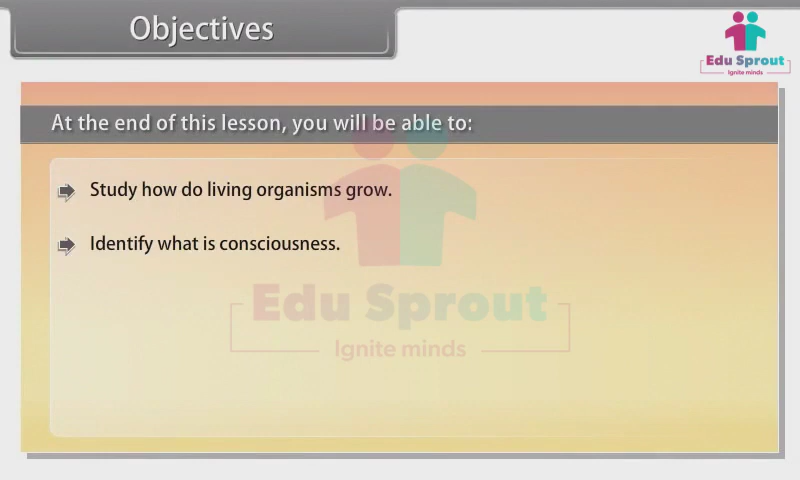 Objectives
Edu Sprout
Ignite minds
At the end of this lesson, you will be able to:
Study how do living organisms grow.
Identify what is consciousness.
Edu Sprout
Ignite minds